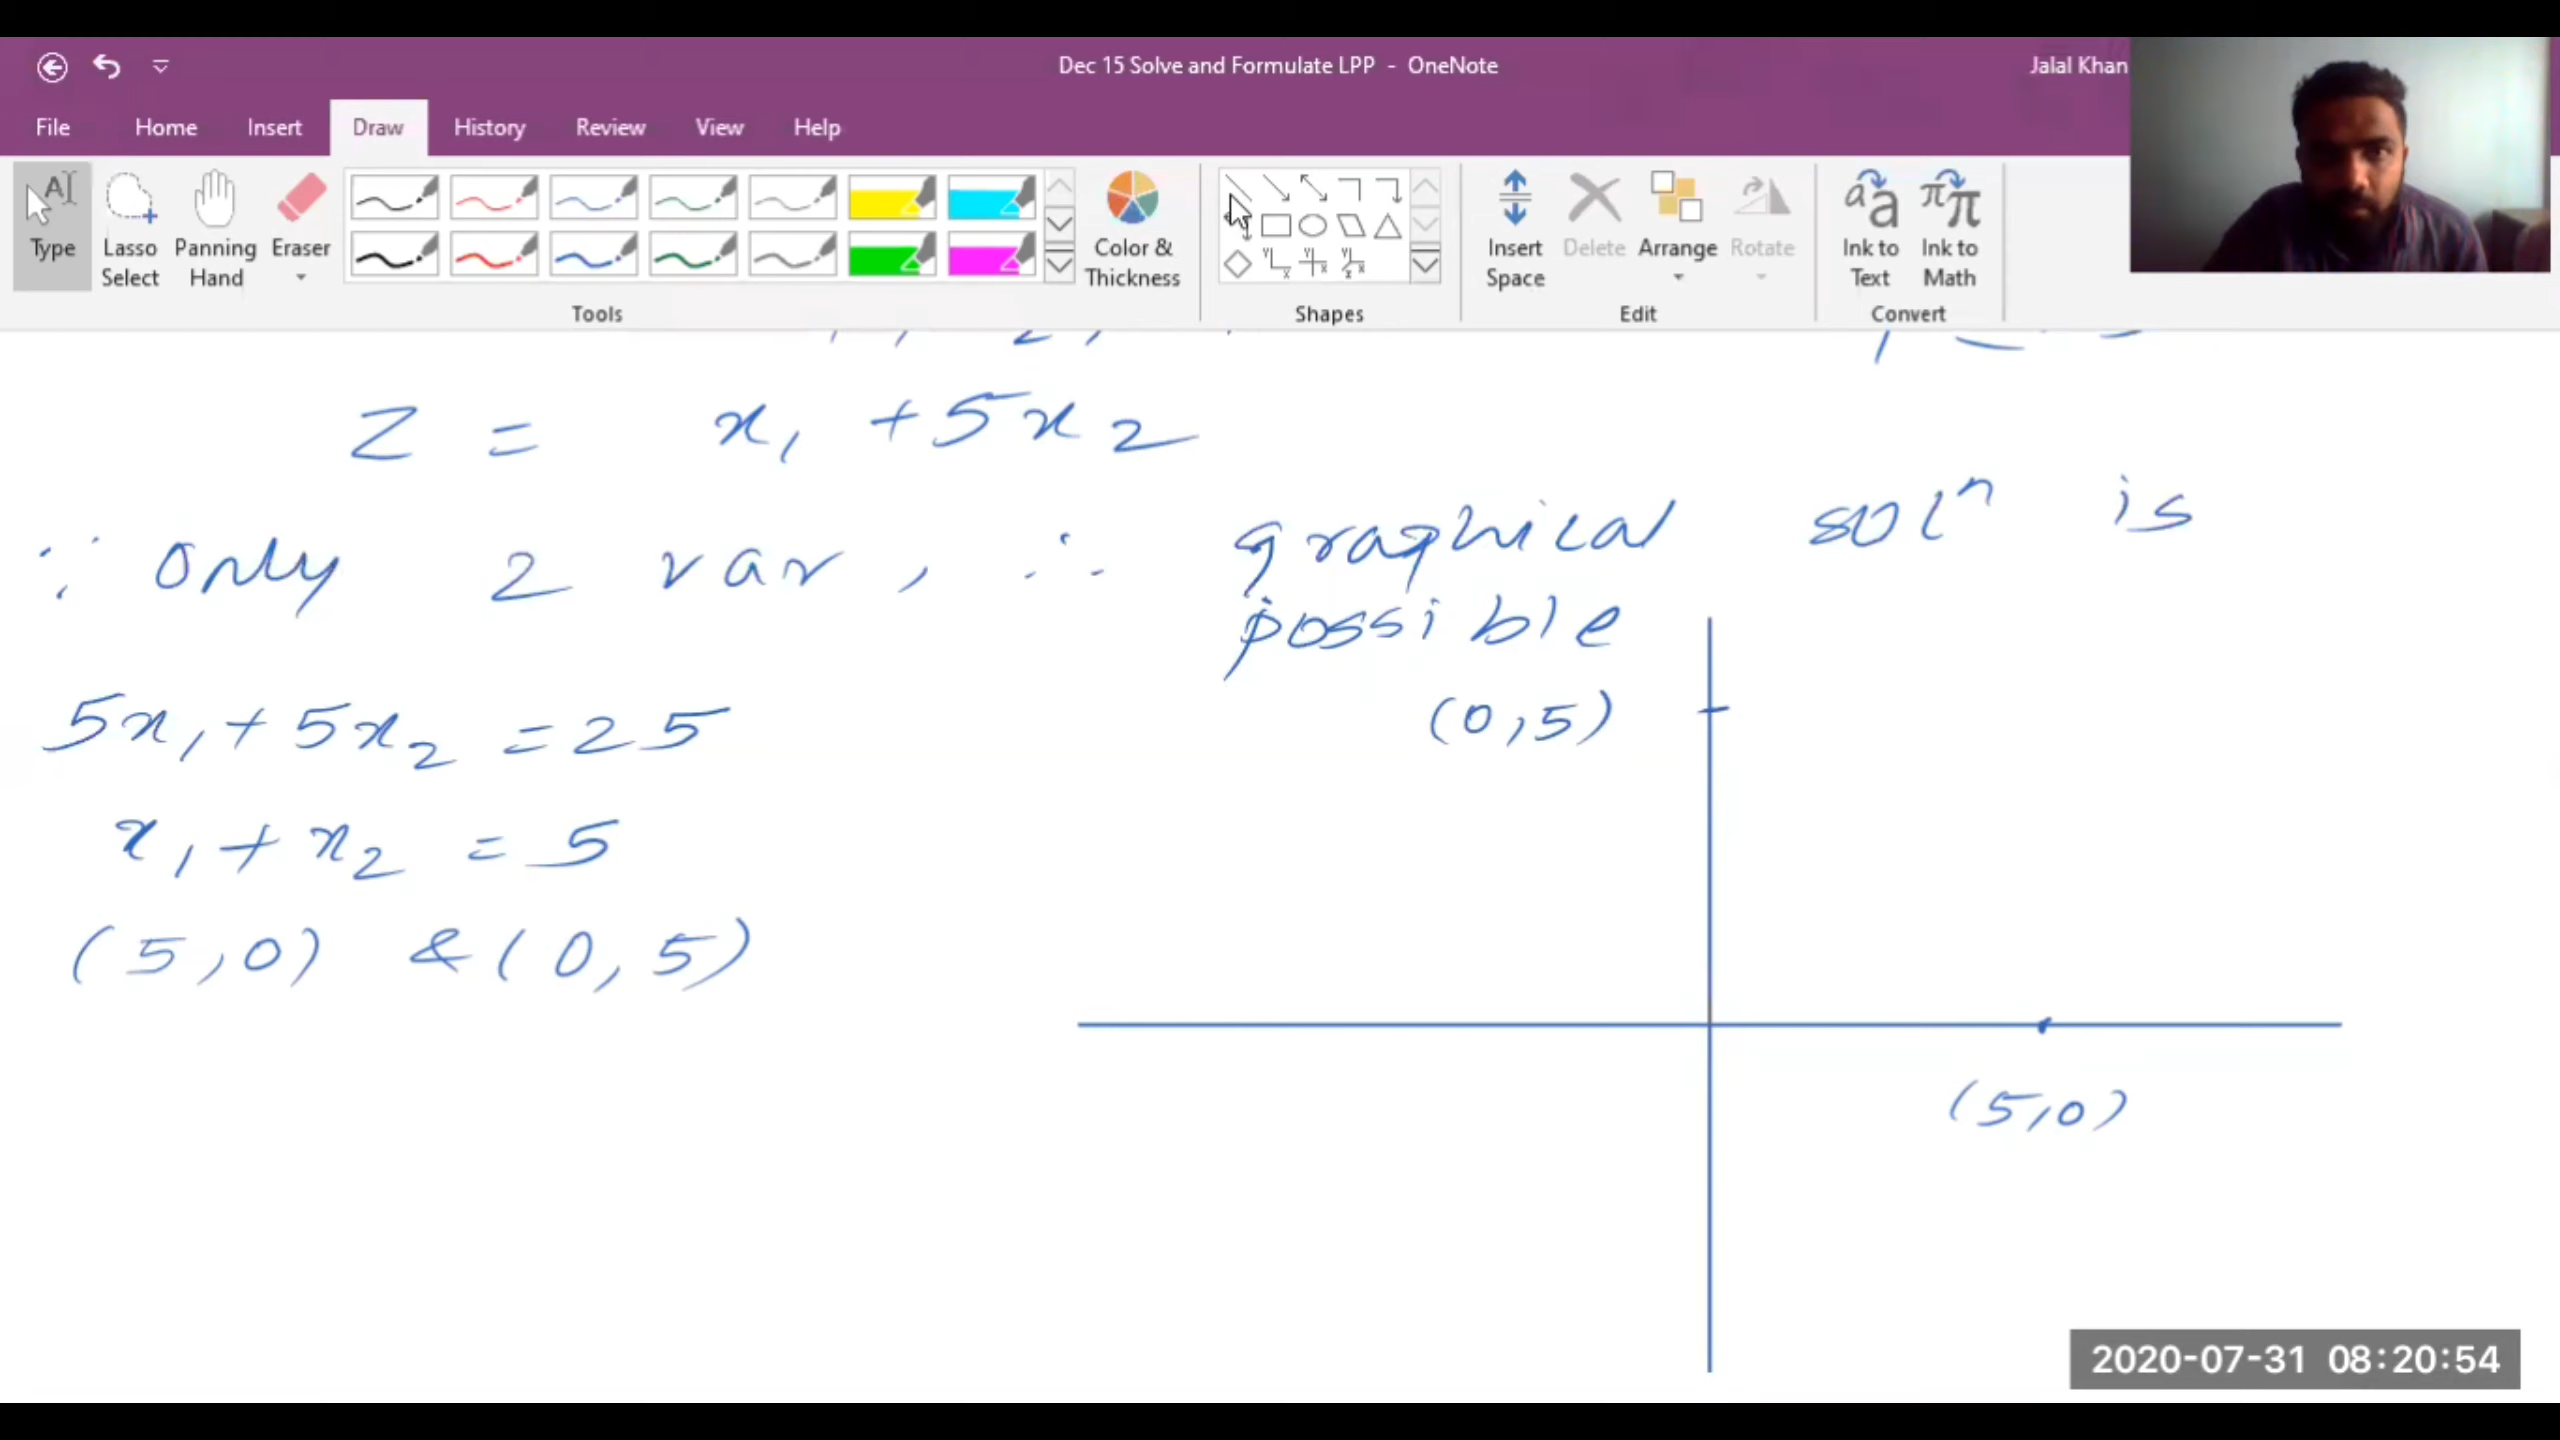 Dec 15 Solve and Formulate LPP - OneNote
Jalal Khan
File Home Insert Draw History Review View Help
Type
Lasso Select
Panning Hand
Eraser
Color & Thickness
Insert Space
Delete
Arrange
Rotate
Ink to Text
Ink to Math
Tools Shapes Edit Convert
Z = x₁ + 5x₂
∵ only 2 var, ∴ graphical solⁿ is
possible
5x₁ + 5x₂ = 25
x₁ + x₂ = 5
(5,0) & (0,5)
(0,5)
(5,0)
2020-07-31 08:20:54